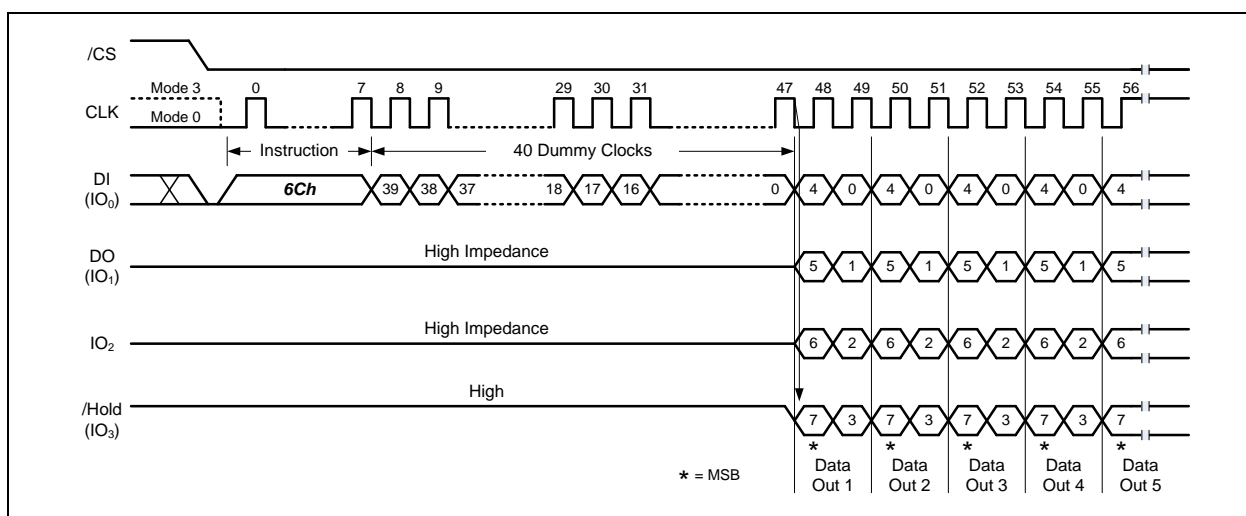 /CS
Mode 3 0 7 8 9 29 30 31 47 48 49 50 51 52 53 54 55 56
CLK
Mode 0
Instruction 40 Dummy Clocks
DI
(IO0)
6Ch 39 38 37 18 17 16 0 4 0 4 0 4 0 4 0 4
DO
(IO1)
High Impedance
5 1 5 1 5 1 5 1 5
IO2
High Impedance
6 2 6 2 6 2 6 2 6
/Hold
(IO3)
High
7 3 7 3 7 3 7 3 7
* * * * *
* = MSB
Data Out 1
Data Out 2
Data Out 3
Data Out 4
Data Out 5